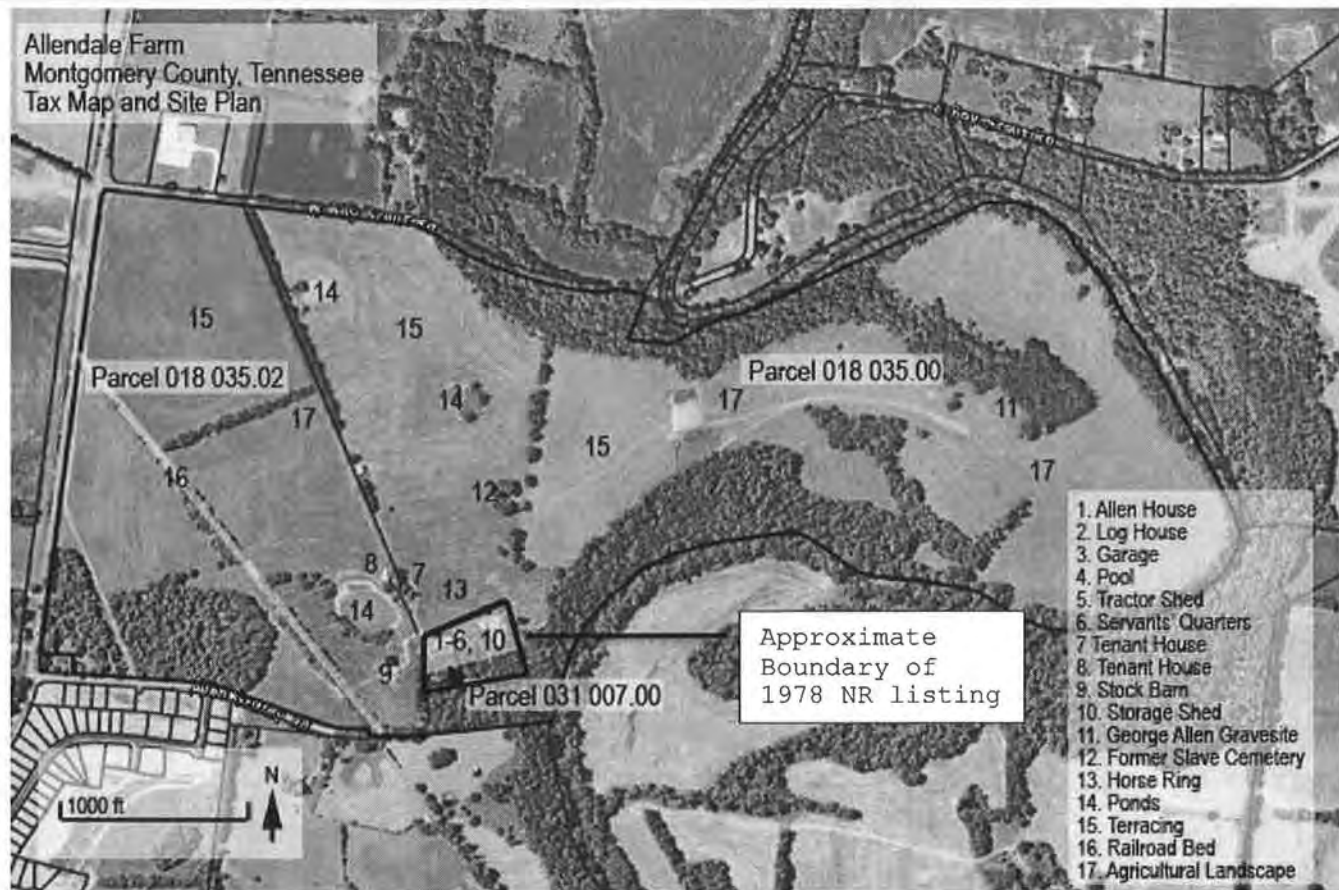 Allendale Farm
Montgomery County, Tennessee
Tax Map and Site Plan
14
15
15
Parcel 018 035.02
17
14
17
Parcel 018 035.00
11
15
16
12
17
8
7
13
14
1-6, 10
9
Parcel 031 007.00
Approximate
Boundary of
1978 NR listing
N
1000 ft
1. Allen House
2. Log House
3. Garage
4. Pool
5. Tractor Shed
6. Servants' Quarters
7 Tenant House
8. Tenant House
9. Stock Barn
10. Storage Shed
11. George Allen Gravesite
12. Former Slave Cemetery
13. Horse Ring
14. Ponds
15. Terracing
16. Railroad Bed
17. Agricultural Landscape